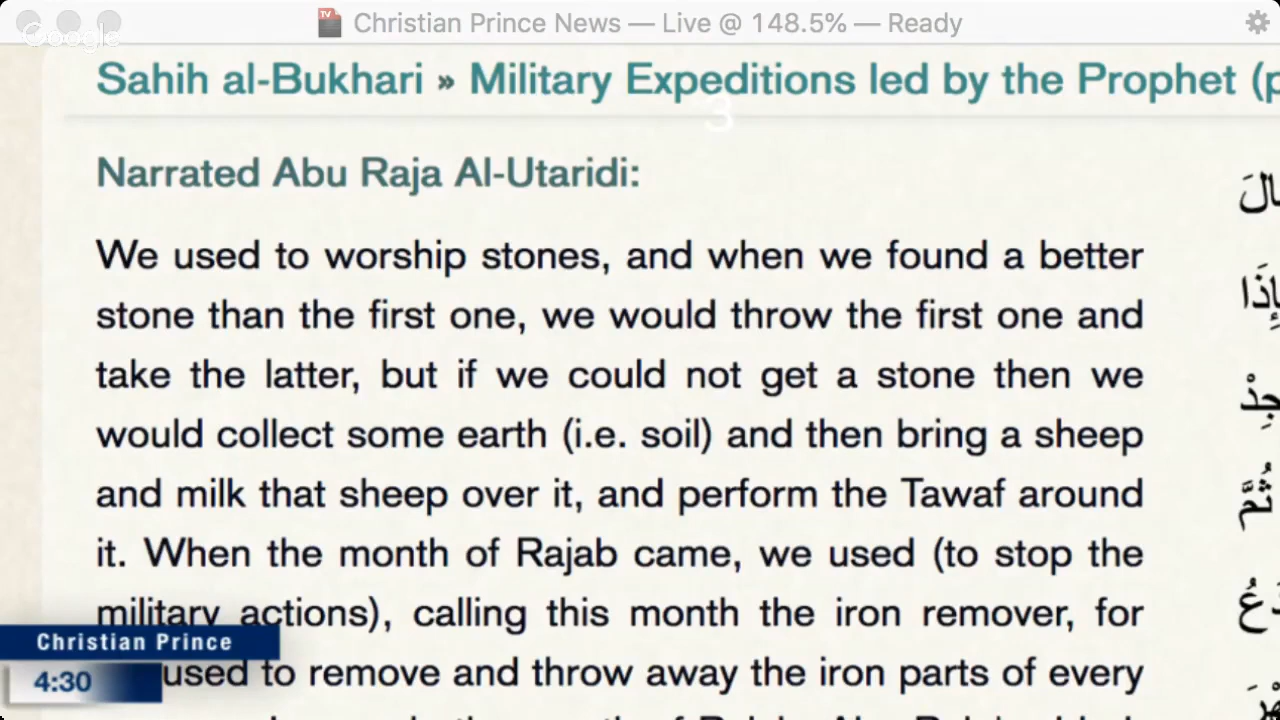 TV
Christian Prince News — Live @ 148.5% — Ready
Google
Sahih al-Bukhari » Military Expeditions led by the Prophet (p
3
Narrated Abu Raja Al-Utaridi:
We used to worship stones, and when we found a better
stone than the first one, we would throw the first one and
take the latter, but if we could not get a stone then we
would collect some earth (i.e. soil) and then bring a sheep
and milk that sheep over it, and perform the Tawaf around
it. When the month of Rajab came, we used (to stop the
military actions), calling this month the iron remover, for
used to remove and throw away the iron parts of every
Christian Prince
4:30